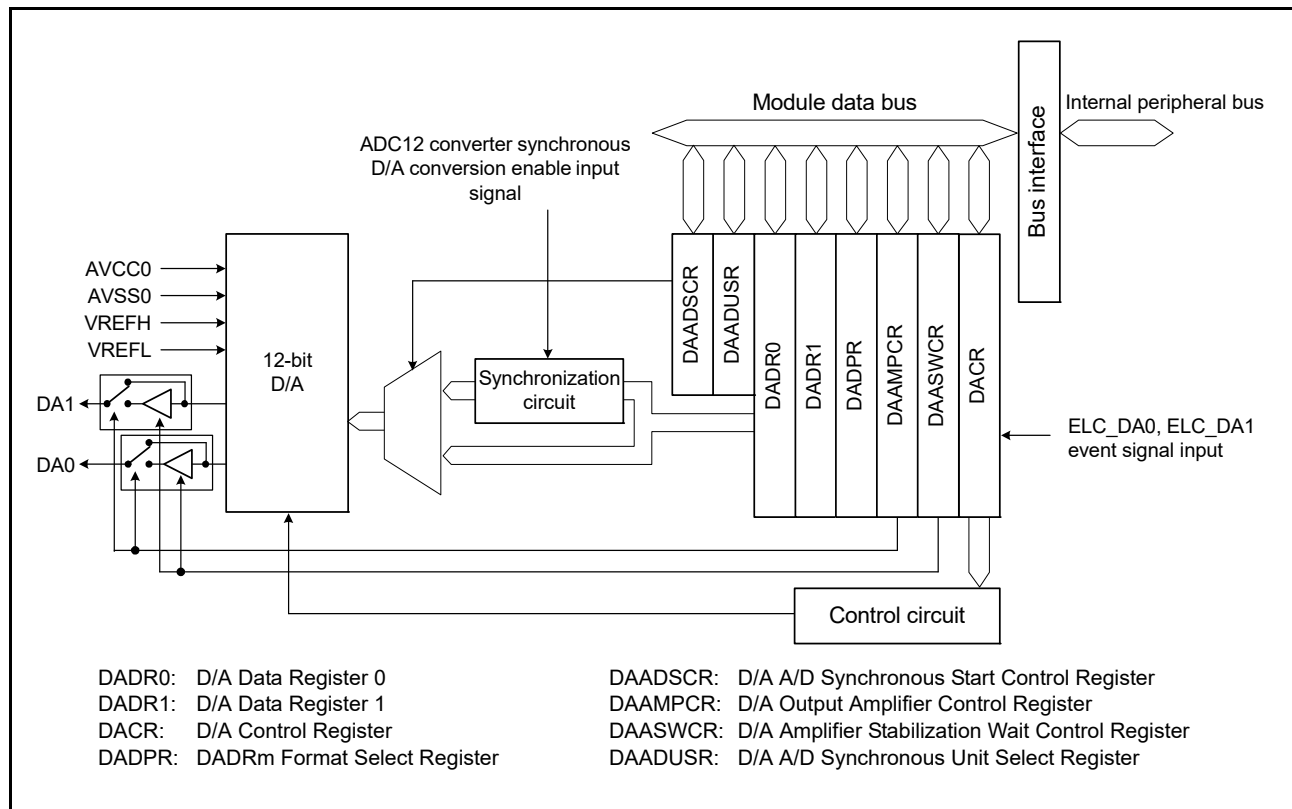 Module data bus
Internal peripheral bus
Bus interface
ADC12 converter synchronous
D/A conversion enable input
signal
AVCC0
AVSS0
VREFH
VREFL
DA1
DA0
12-bit
D/A
Synchronization
circuit
DAADSCR
DAADUSR
DADR0
DADR1
DADPR
DAAMPCR
DAASWCR
DACR
ELC_DA0, ELC_DA1
event signal input
Control circuit
DADR0: D/A Data Register 0
DADR1: D/A Data Register 1
DACR: D/A Control Register
DADPR: DADRm Format Select Register
DAADSCR: D/A A/D Synchronous Start Control Register
DAAMPCR: D/A Output Amplifier Control Register
DAASWCR: D/A Amplifier Stabilization Wait Control Register
DAADUSR: D/A A/D Synchronous Unit Select Register